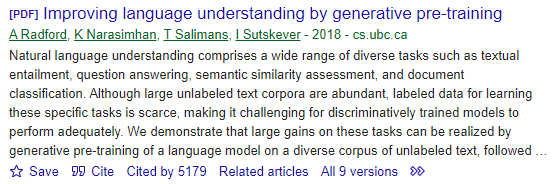 [PDF] Improving language understanding by generative pre-training
A Radford, K Narasimhan, T Salimans, I Sutskever - 2018 - cs.ubc.ca
Natural language understanding comprises a wide range of diverse tasks such as textual
entailment, question answering, semantic similarity assessment, and document
classification. Although large unlabeled text corpora are abundant, labeled data for learning
these specific tasks is scarce, making it challenging for discriminatively trained models to
perform adequately. We demonstrate that large gains on these tasks can be realized by
generative pre-training of a language model on a diverse corpus of unlabeled text, followed ...
Save Cite Cited by 5179 Related articles All 9 versions